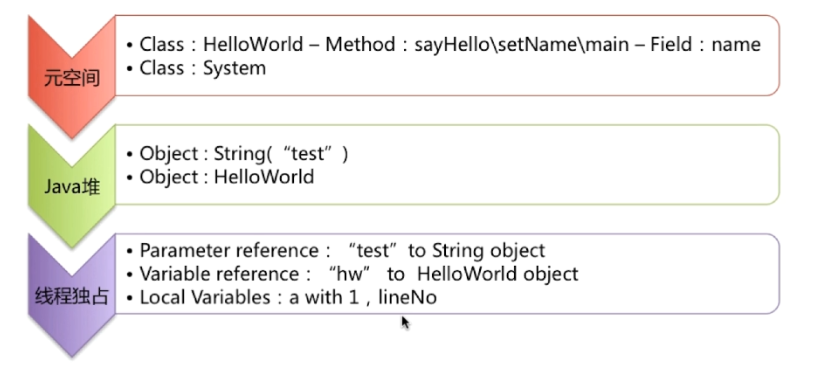 元空间
• Class：HelloWorld – Method：sayHello\setName\main – Field：name
• Class：System
Java堆
• Object : String(“test”)
• Object : HelloWorld
线程独占
• Parameter reference：“test” to String object
• Variable reference：“hw” to HelloWorld object
• Local Variables：a with 1，lineNo